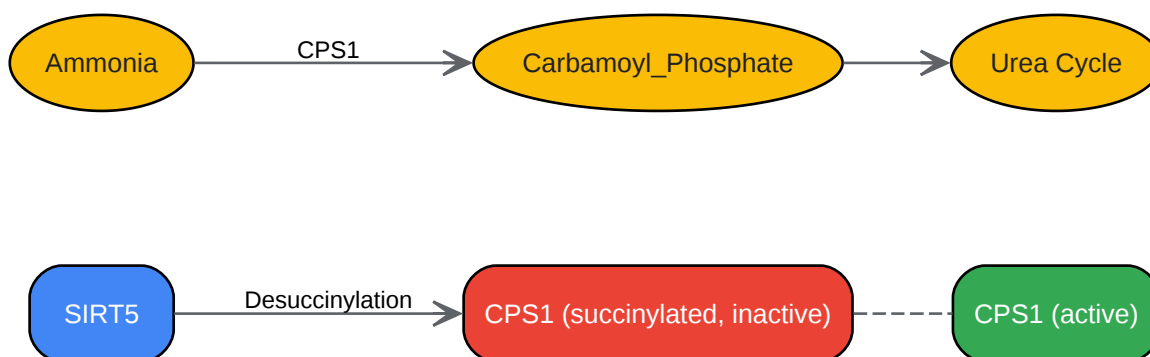 Ammonia
CPS1
Carbamoyl_Phosphate
Urea Cycle
SIRT5
Desuccinylation
CPS1 (succinylated, inactive)
CPS1 (active)